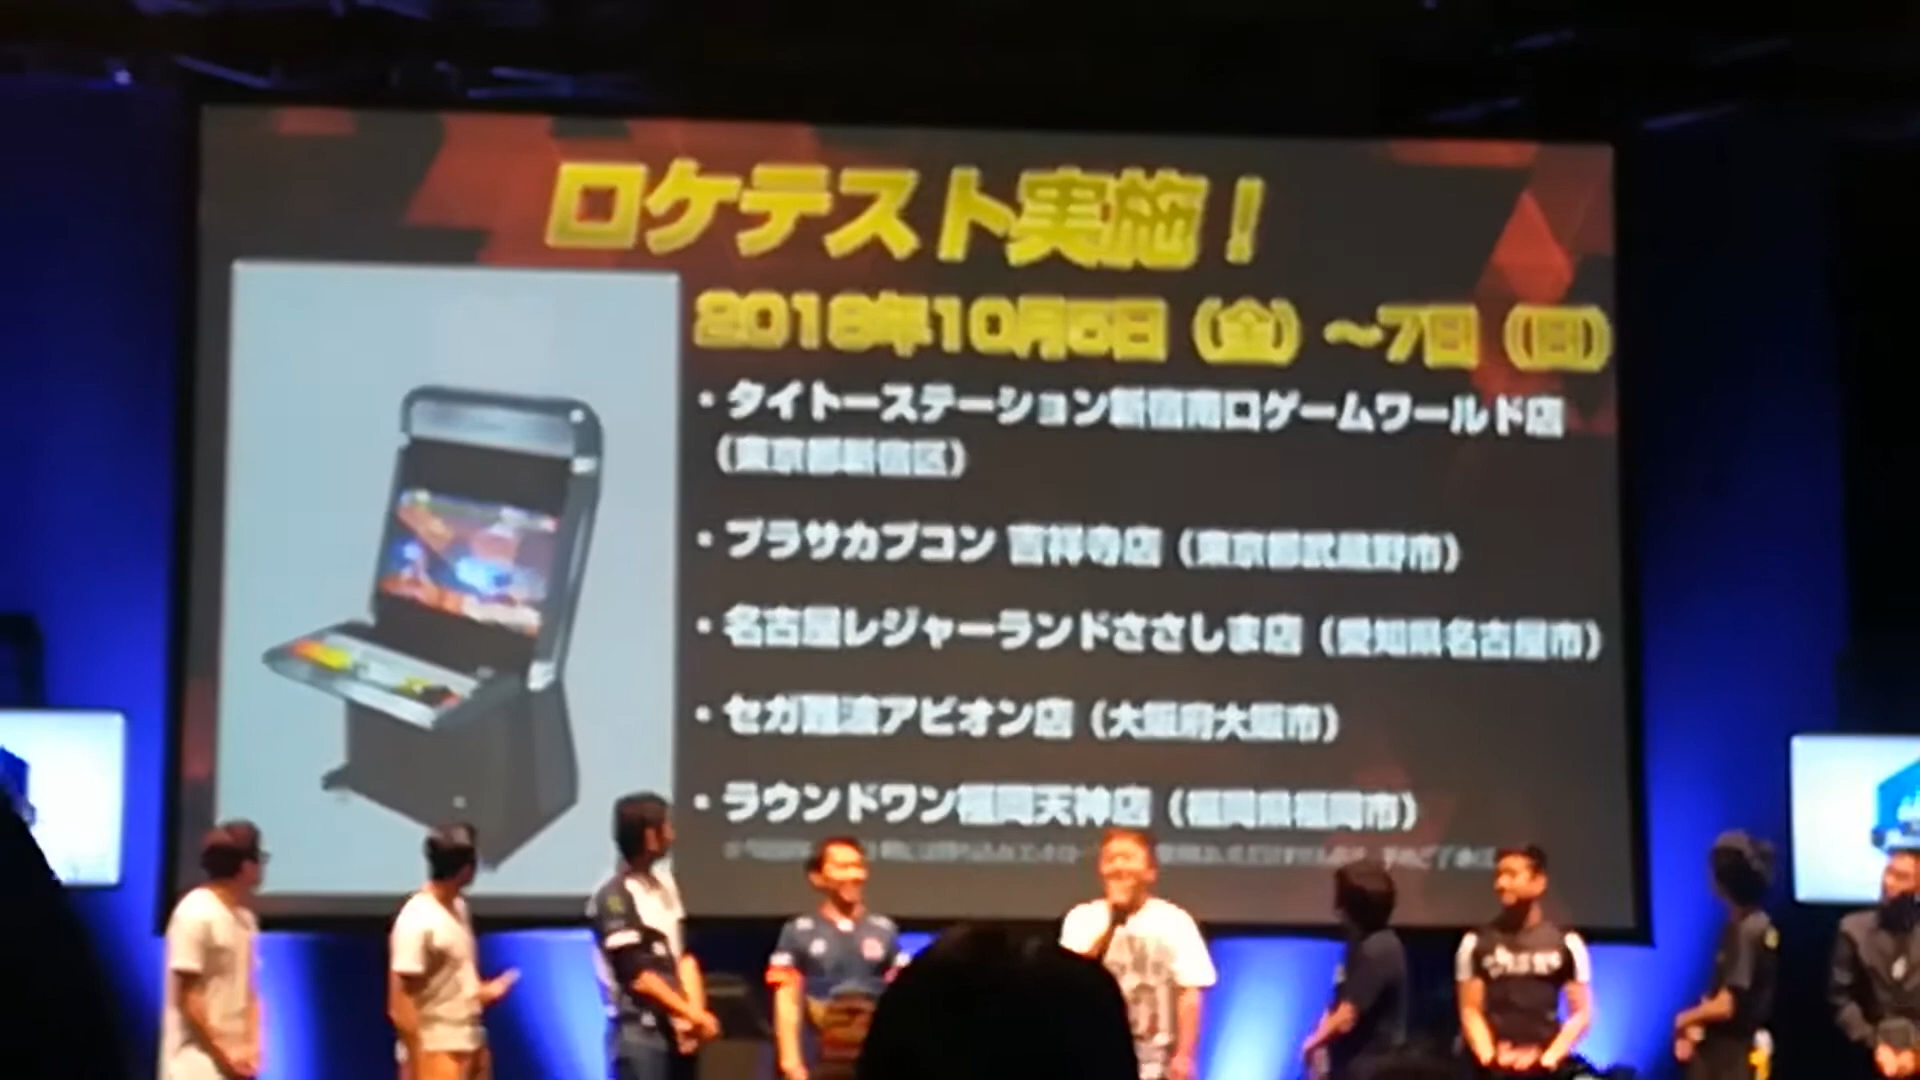 ロケテスト実施！
2018年10月5日（金）～7日（日）
・タイトーステーション新宿南口ゲームワールド店
（東京都新宿区）
・プラサカプコン 吉祥寺店（東京都武蔵野市）
・名古屋レジャーランドささしま店（愛知県名古屋市）
・セガ難波アビオン店（大阪府大阪市）
・ラウンドワン福岡天神店（福岡県福岡市）